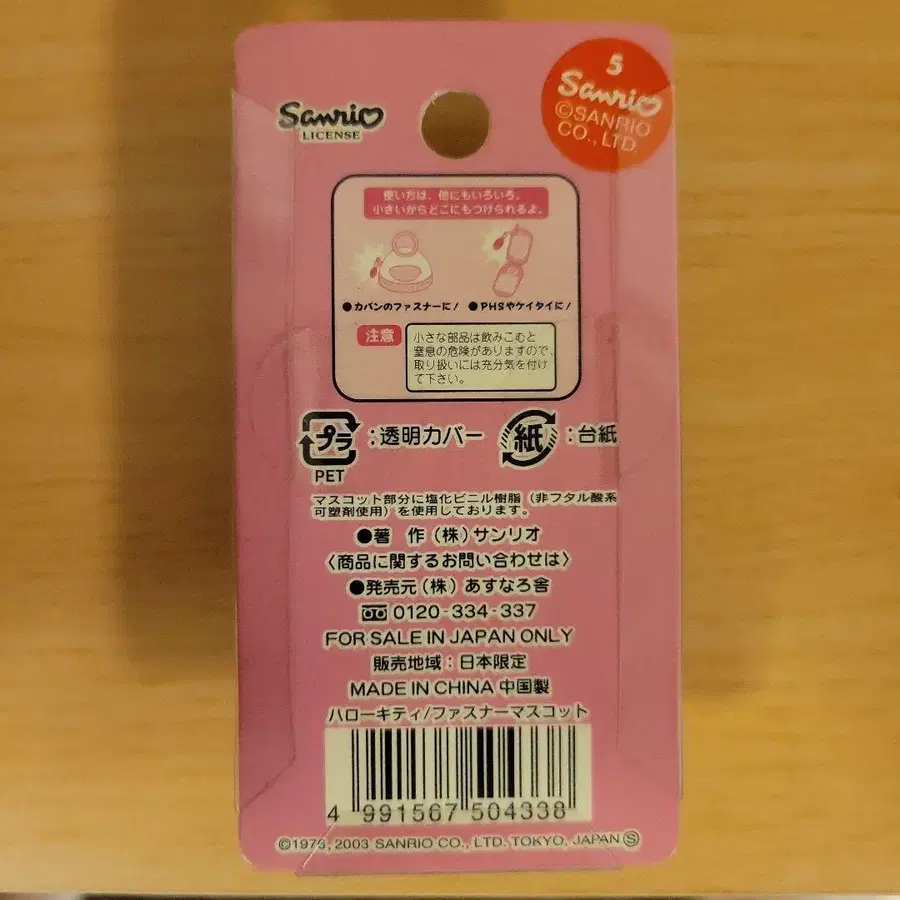 Sanrio
LICENSE
5
Sanrio
©SANRIO
CO., LTD.
使い方は、他にもいろいろ。
小さいからどこにもつけられるよ。
●カバンのファスナーに! ●PHSやケイタイに!
注意
小さな部品は飲みこむと
窒息の危険がありますので、
取り扱いには充分気を付け
て下さい。
プラ:透明カバー 紙:台紙
PET
マスコット部分に塩化ビニル樹脂(非フタル酸系
可塑剤使用)を使用しております。
●著 作(株)サンリオ
〈商品に関するお問い合わせは〉
●発売元(株)あすなろ舎
0120-334-337
FOR SALE IN JAPAN ONLY
販売地域:日本限定
MADE IN CHINA 中国製
ハローキティ/ファスナーマスコット
4 991567 504338
©1976, 2003 SANRIO CO., LTD. TOKYO, JAPAN Ⓢ